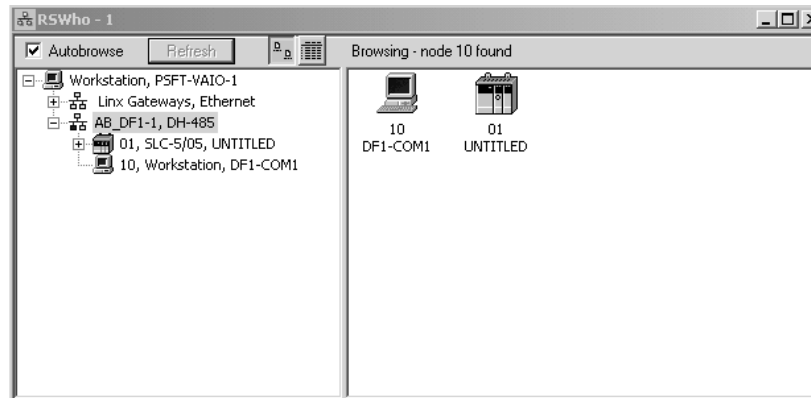 RSWho - 1
Autobrowse Refresh Browsing - node 10 found
Workstation, PSFT-VAIO-1
Linx Gateways, Ethernet
AB_DF1-1, DH-485
01, SLC-5/05, UNTITLED
10, Workstation, DF1-COM1
10
DF1-COM1
01
UNTITLED